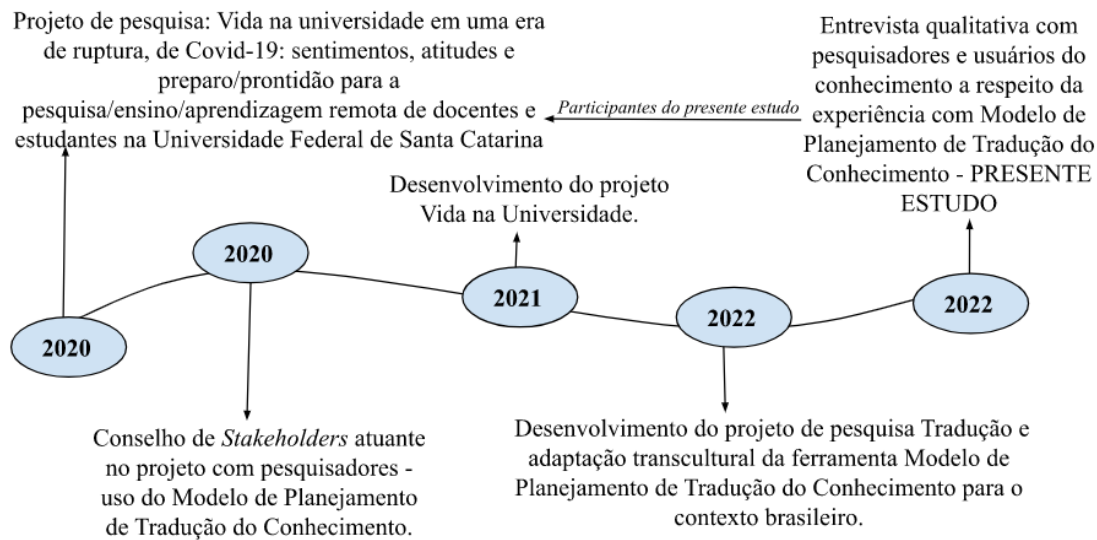 Projeto de pesquisa: Vida na universidade em uma era
de ruptura, de Covid-19: sentimentos, atitudes e
preparo/prontidão para a
pesquisa/ensino/aprendizagem remota de docentes e
estudantes na Universidade Federal de Santa Catarina
Participantes do presente estudo
Entrevista qualitativa com
pesquisadores e usuários do
conhecimento a respeito da
experiência com Modelo de
Planejamento de Tradução do
Conhecimento - PRESENTE
ESTUDO
Desenvolvimento do projeto
Vida na Universidade.
2020
2020
2021
2022
2022
Conselho de Stakeholders atuante
no projeto com pesquisadores -
uso do Modelo de Planejamento
de Tradução do Conhecimento.
Desenvolvimento do projeto de pesquisa Tradução e
adaptação transcultural da ferramenta Modelo de
Planejamento de Tradução do Conhecimento para o
contexto brasileiro.